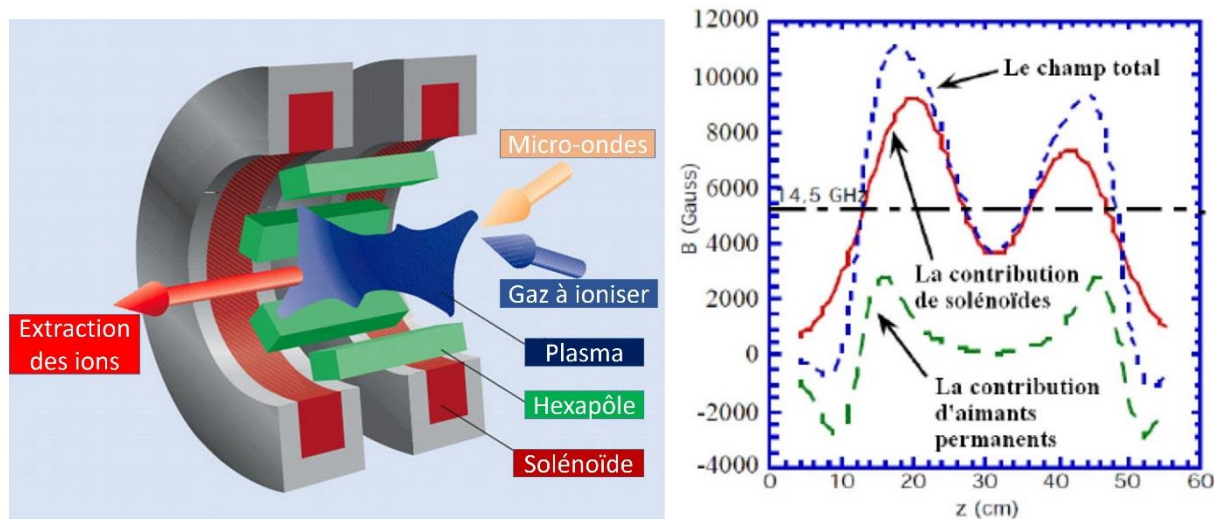 Micro-ondes
Gaz à ioniser
Extraction
des ions
Plasma
Hexapôle
Solénoïde
12000
10000
8000
6000
4000
2000
0
-2000
-4000
B (Gauss)
Le champ total
14,5 GHz
La contribution
de solénoïdes
La contribution
d'aimants
permanents
0 10 20 30 40 50 60
z (cm)